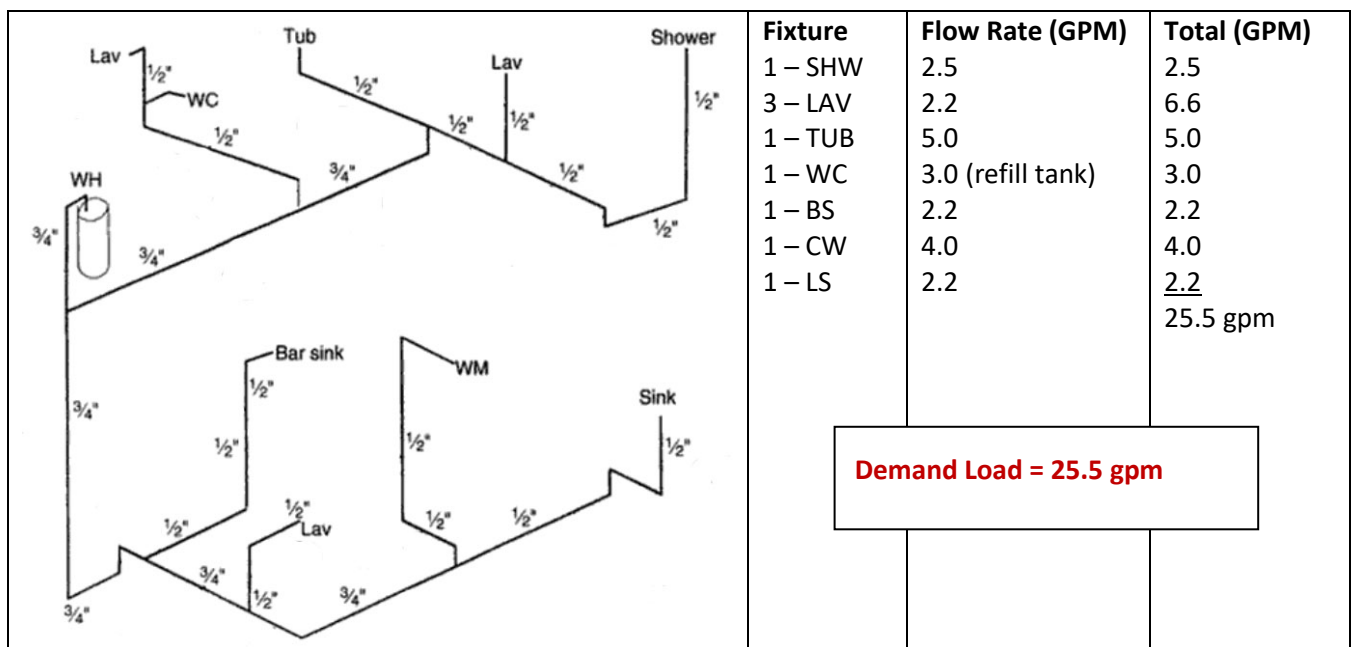 Lav
½"
WC
½"
Tub
½"
Lav
½"
½"
Shower
½"
½"
½"
¾"
WH
¾"
¾"
¾"
Bar sink
½"
½"
½"
½"
Lav
¾"
½"
¾"
¾"
WM
½"
½"
½"
Sink
½"
Fixture Flow Rate (GPM) Total (GPM)
1 – SHW 2.5 2.5
3 – LAV 2.2 6.6
1 – TUB 5.0 5.0
1 – WC 3.0 (refill tank) 3.0
1 – BS 2.2 2.2
1 – CW 4.0 4.0
1 – LS 2.2 2.2
25.5 gpm
Demand Load = 25.5 gpm